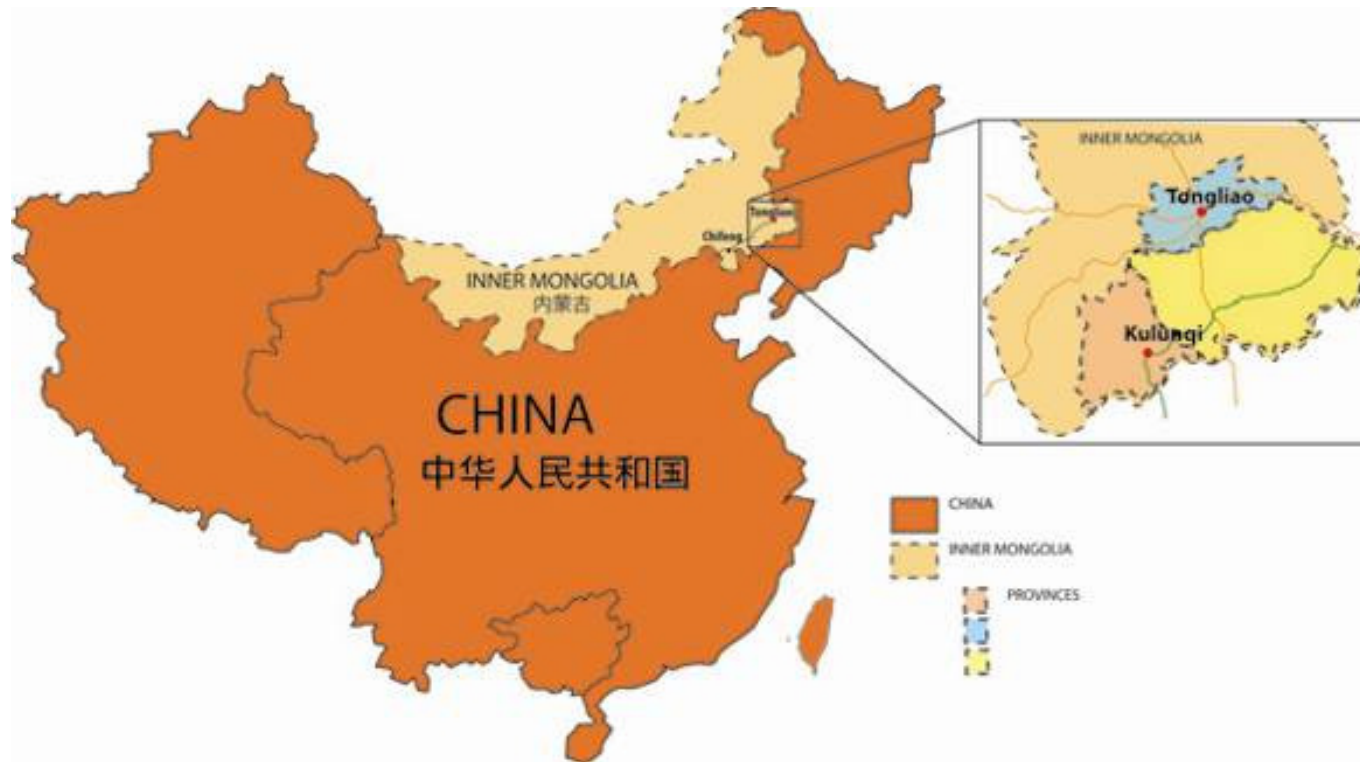 INNER MONGOLIA
Tongliao
Kulunqi
Tongliao
Chifeng
INNER MONGOLIA
内蒙古
CHINA
中华人民共和国
CHINA
INNER MONGOLIA
PROVINCES